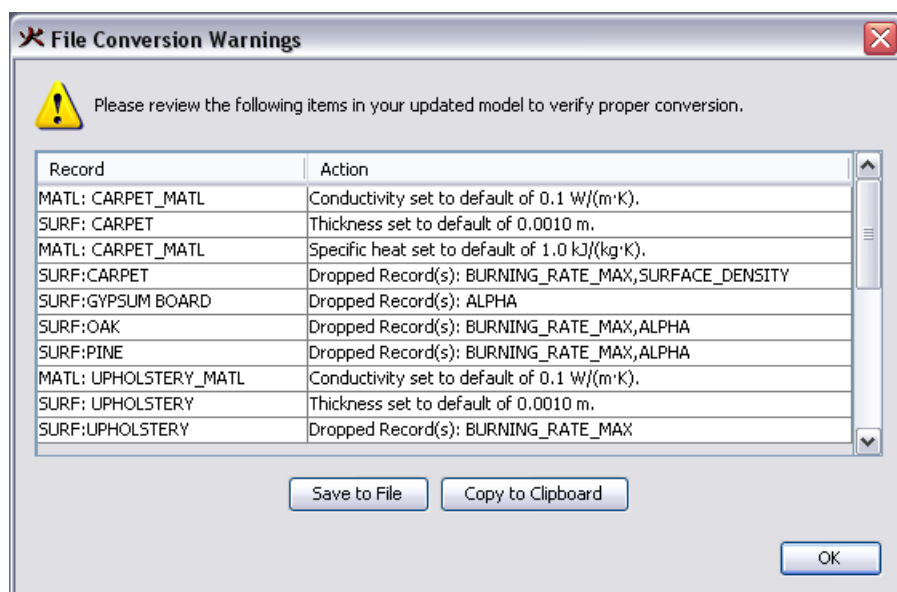 File Conversion Warnings
Please review the following items in your updated model to verify proper conversion.
Record Action
MATL: CARPET_MATL Conductivity set to default of 0.1 W/(m·K).
SURF: CARPET Thickness set to default of 0.0010 m.
MATL: CARPET_MATL Specific heat set to default of 1.0 kJ/(kg·K).
SURF:CARPET Dropped Record(s): BURNING_RATE_MAX,SURFACE_DENSITY
SURF:GYPSUM BOARD Dropped Record(s): ALPHA
SURF:OAK Dropped Record(s): BURNING_RATE_MAX,ALPHA
SURF:PINE Dropped Record(s): BURNING_RATE_MAX,ALPHA
MATL: UPHOLSTERY_MATL Conductivity set to default of 0.1 W/(m·K).
SURF: UPHOLSTERY Thickness set to default of 0.0010 m.
SURF:UPHOLSTERY Dropped Record(s): BURNING_RATE_MAX
Save to File Copy to Clipboard
OK